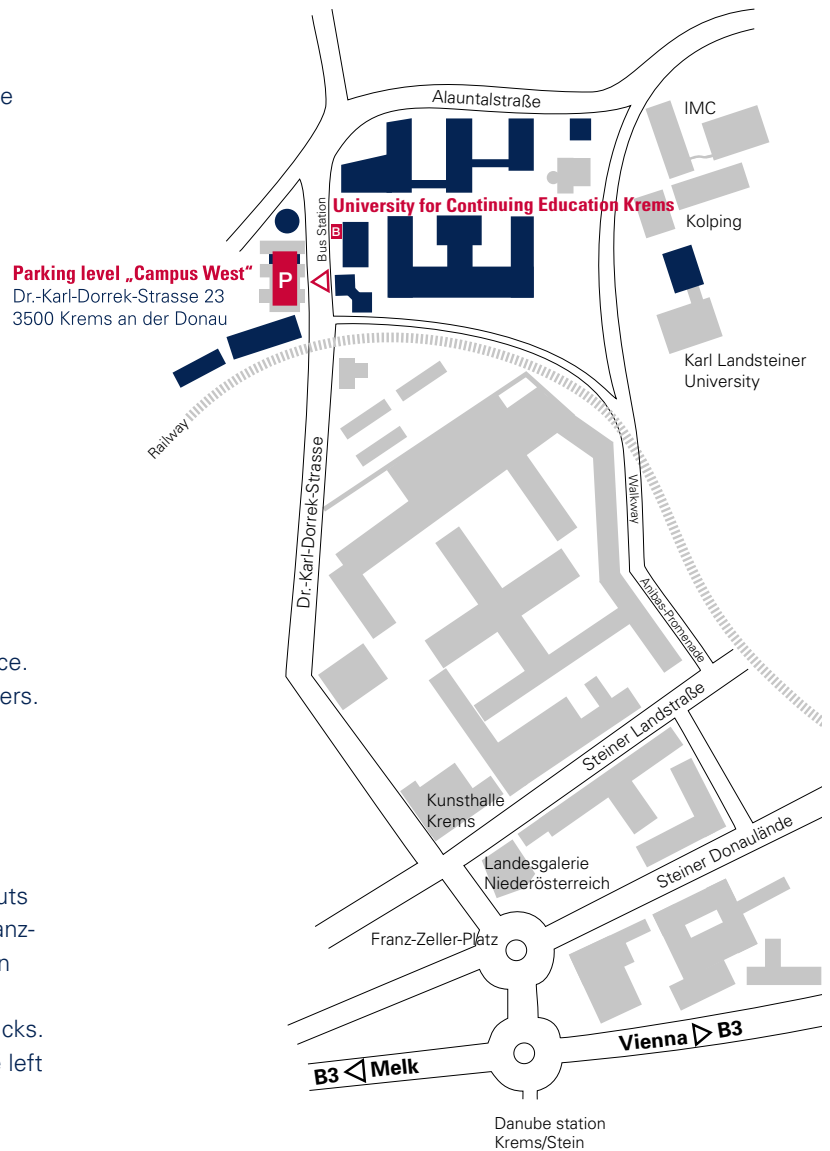 e
Alauntalstraße
IMC
University for Continuing Education Krems
Bus Station
B
Kolping
Parking level „Campus West“
Dr.-Karl-Dorrek-Strasse 23
3500 Krems an der Donau
P
Karl Landsteiner
University
Railway
Dr.-Karl-Dorrek-Strasse
Walkway
Anibas-Promenade
ce.
ers.
Steiner Landstraße
Kunsthalle
Krems
Landesgalerie
Niederösterreich
Steiner Donaulände
uts
anz-
n
Franz-Zeller-Platz
cks.
left
Vienna B3
B3 Melk
Danube station
Krems/Stein